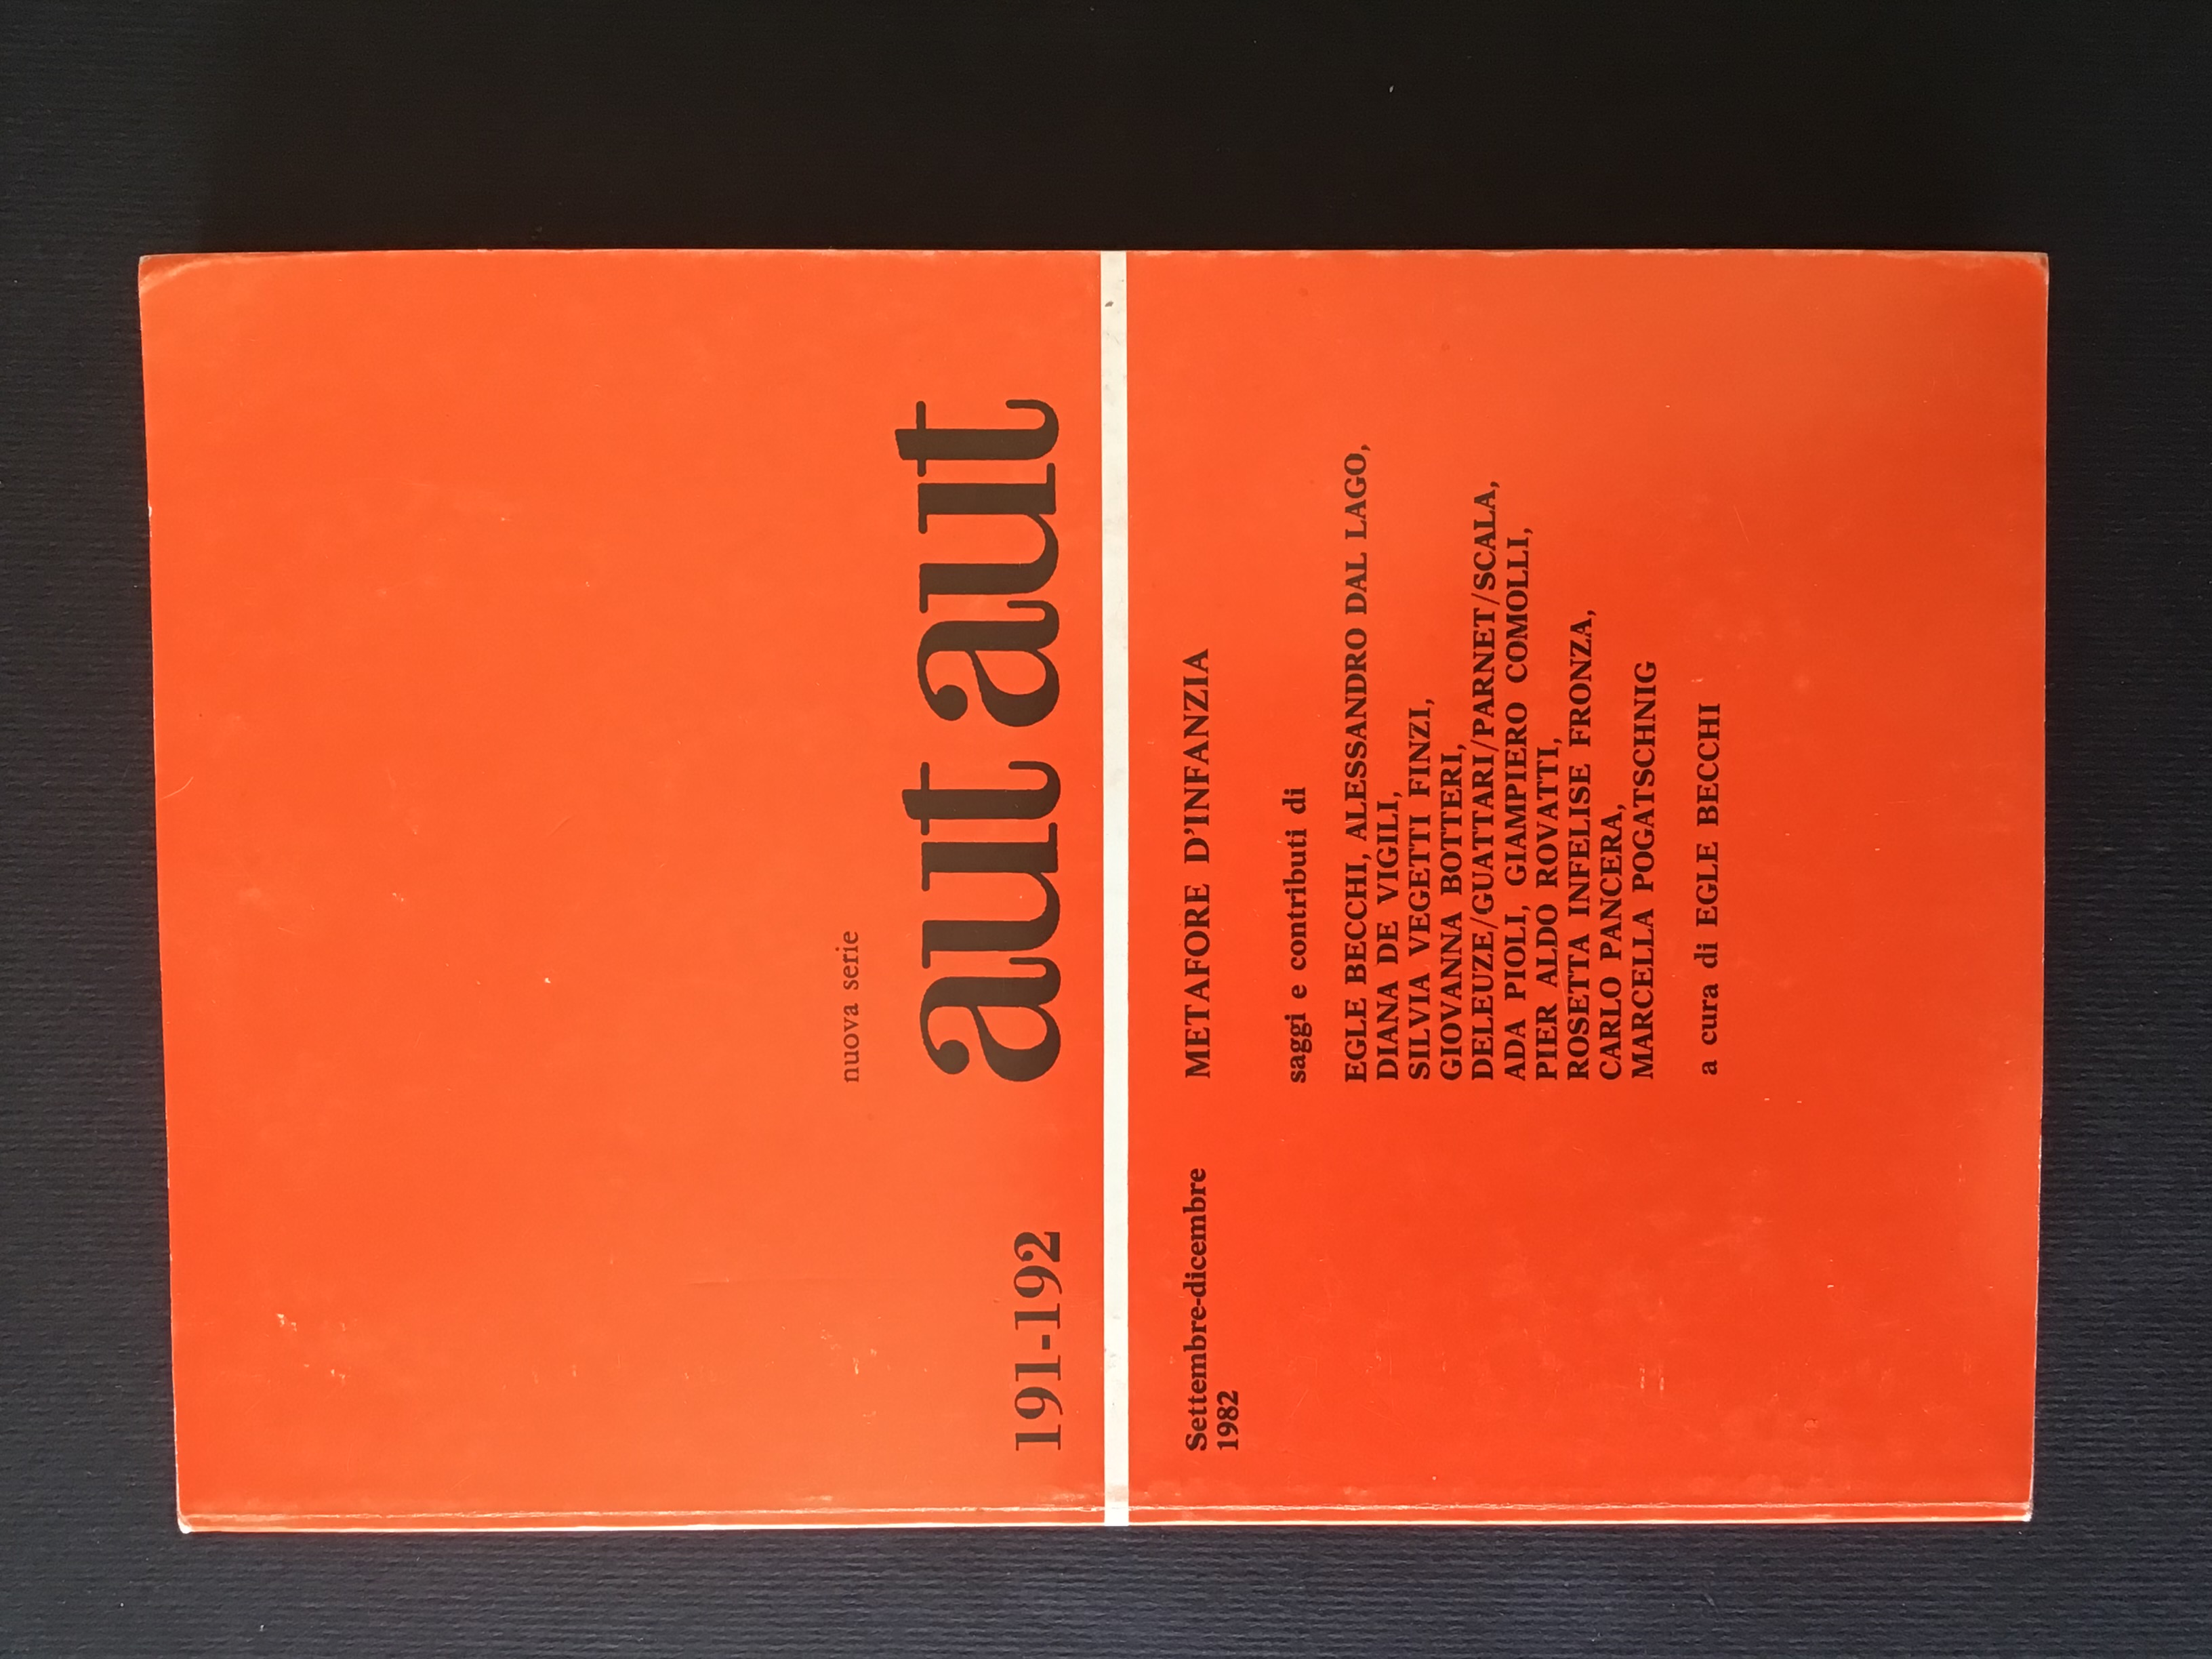 nuova serie
191-192 aut aut
Settembre-dicembre
1982
METAFORE D'INFANZIA
saggi e contributi di
EGLE BECCHI, ALESSANDRO DAL LAGO,
DIANA DE VIGILI,
SILVIA VEGETTI FINZI,
GIOVANNA BOTTERI,
DELEUZE/GUATTARI/PARNET/SCALA,
ADA PIOLI, GIAMPIERO COMOLLI,
PIER ALDO ROVATTI,
ROSETTA INFELISE FRONZA,
CARLO PANCERA,
MARCELLA POGATSCHNIG
a cura di EGLE BECCHI